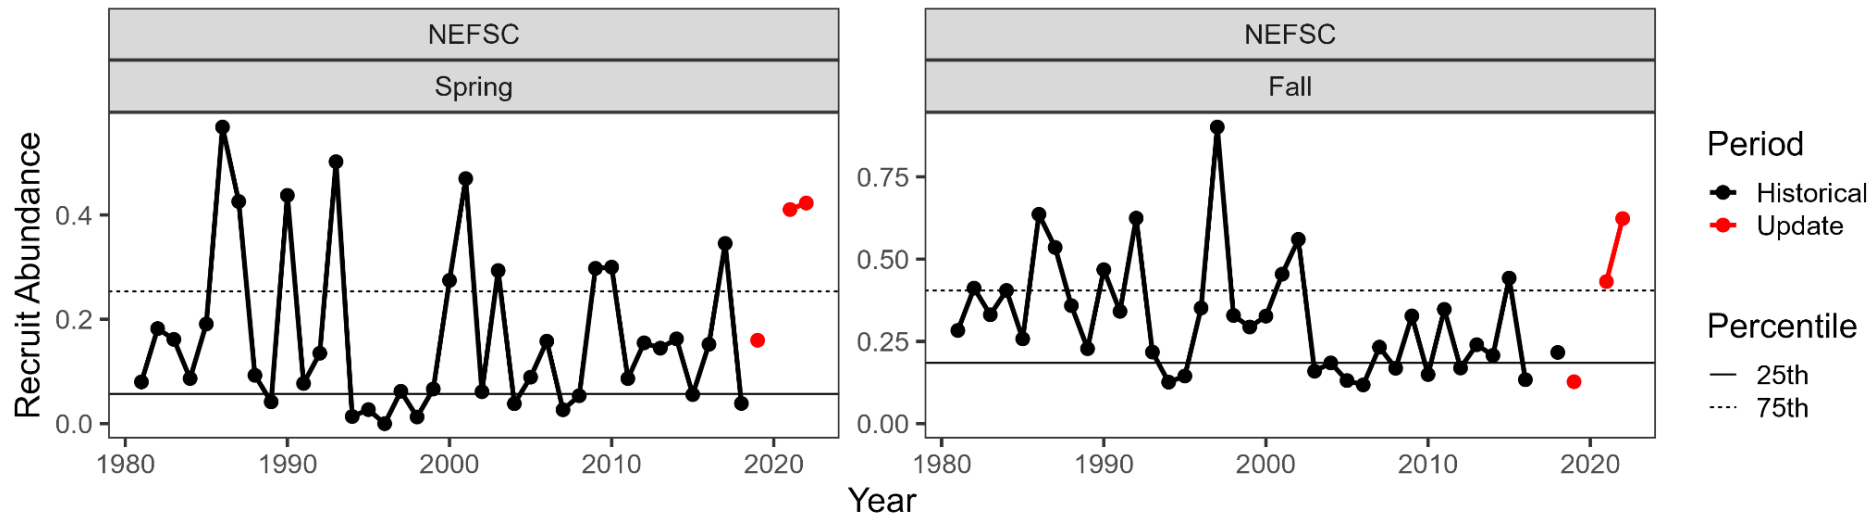 NEFSC
Spring
NEFSC
Fall
Recruit Abundance
0.4
0.2
0.0
0.75
0.50
0.25
0.00
1980 1990 2000 2010 2020
1980 1990 2000 2010 2020
Year
Period
Historical
Update
Percentile
25th
75th